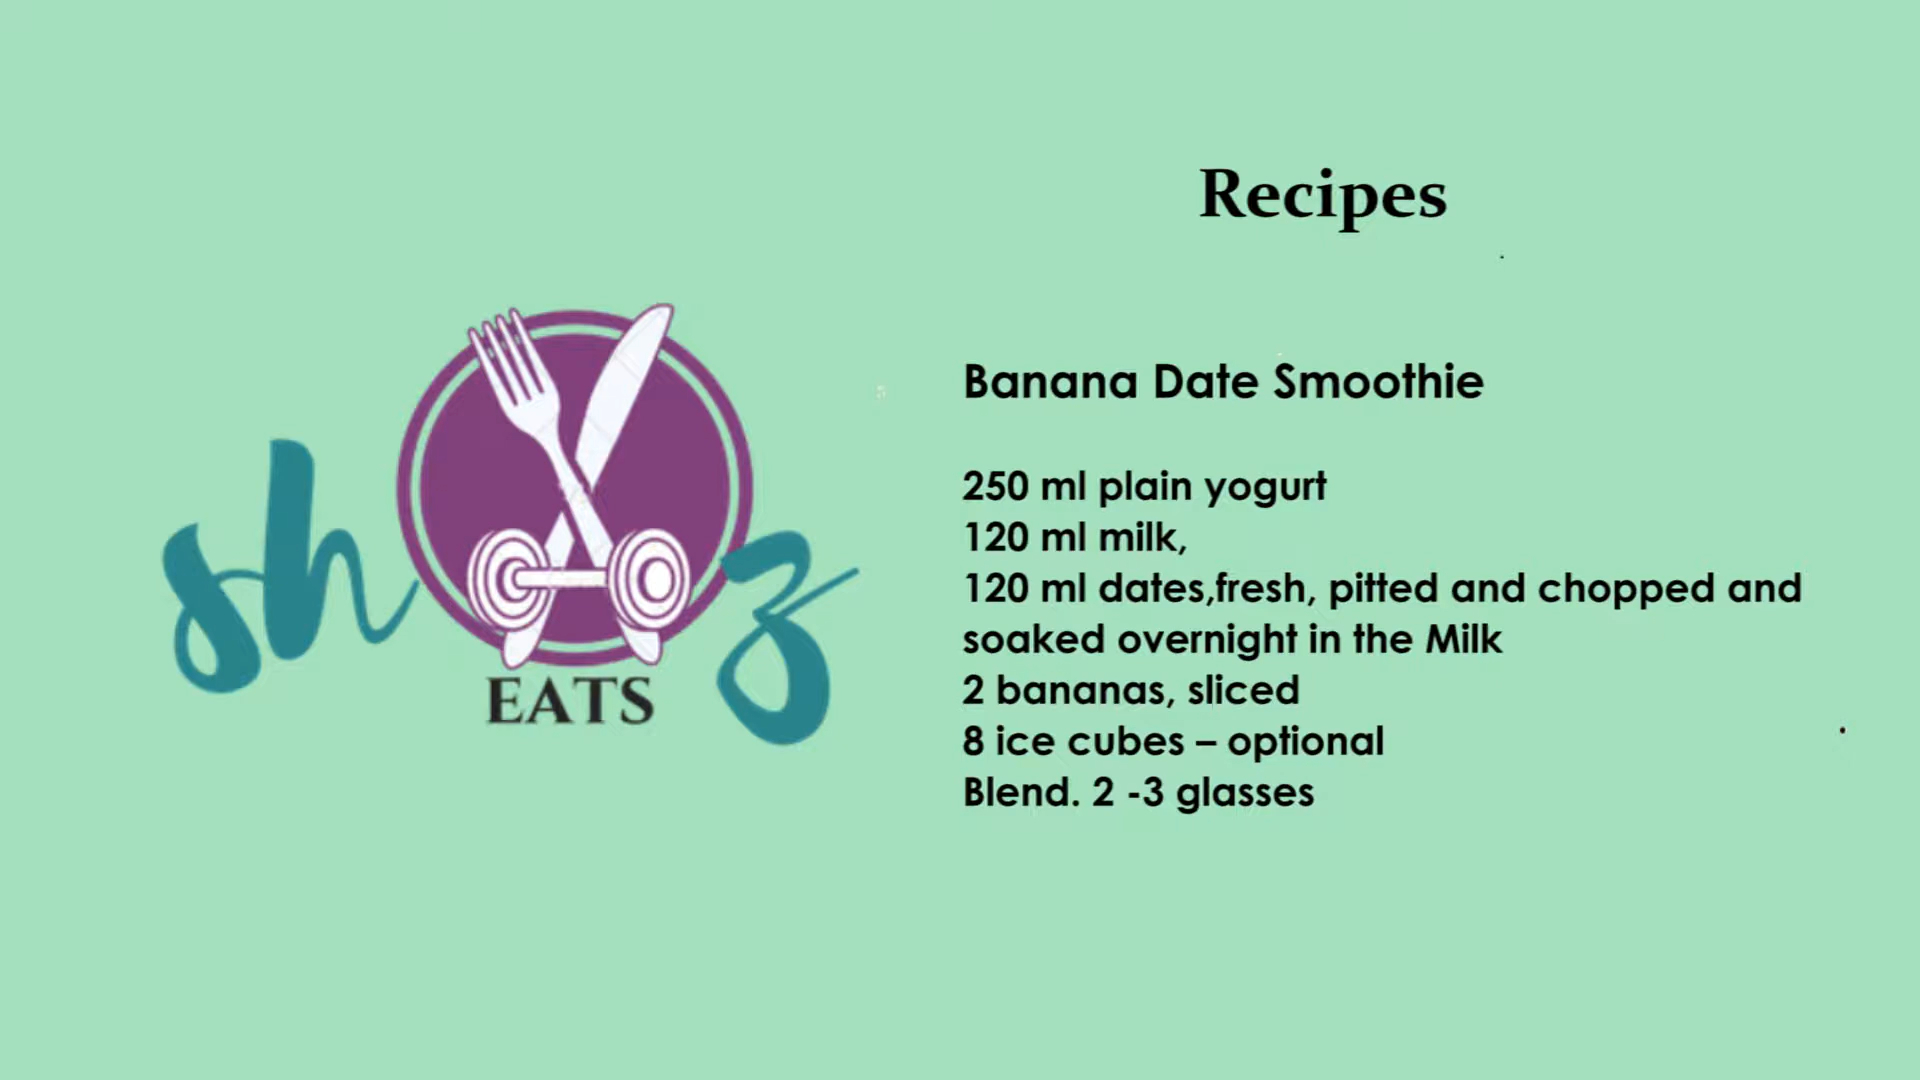 Recipes
sh z
EATS
Banana Date Smoothie
250 ml plain yogurt
120 ml milk,
120 ml dates,fresh, pitted and chopped and
soaked overnight in the Milk
2 bananas, sliced
8 ice cubes – optional
Blend. 2 -3 glasses